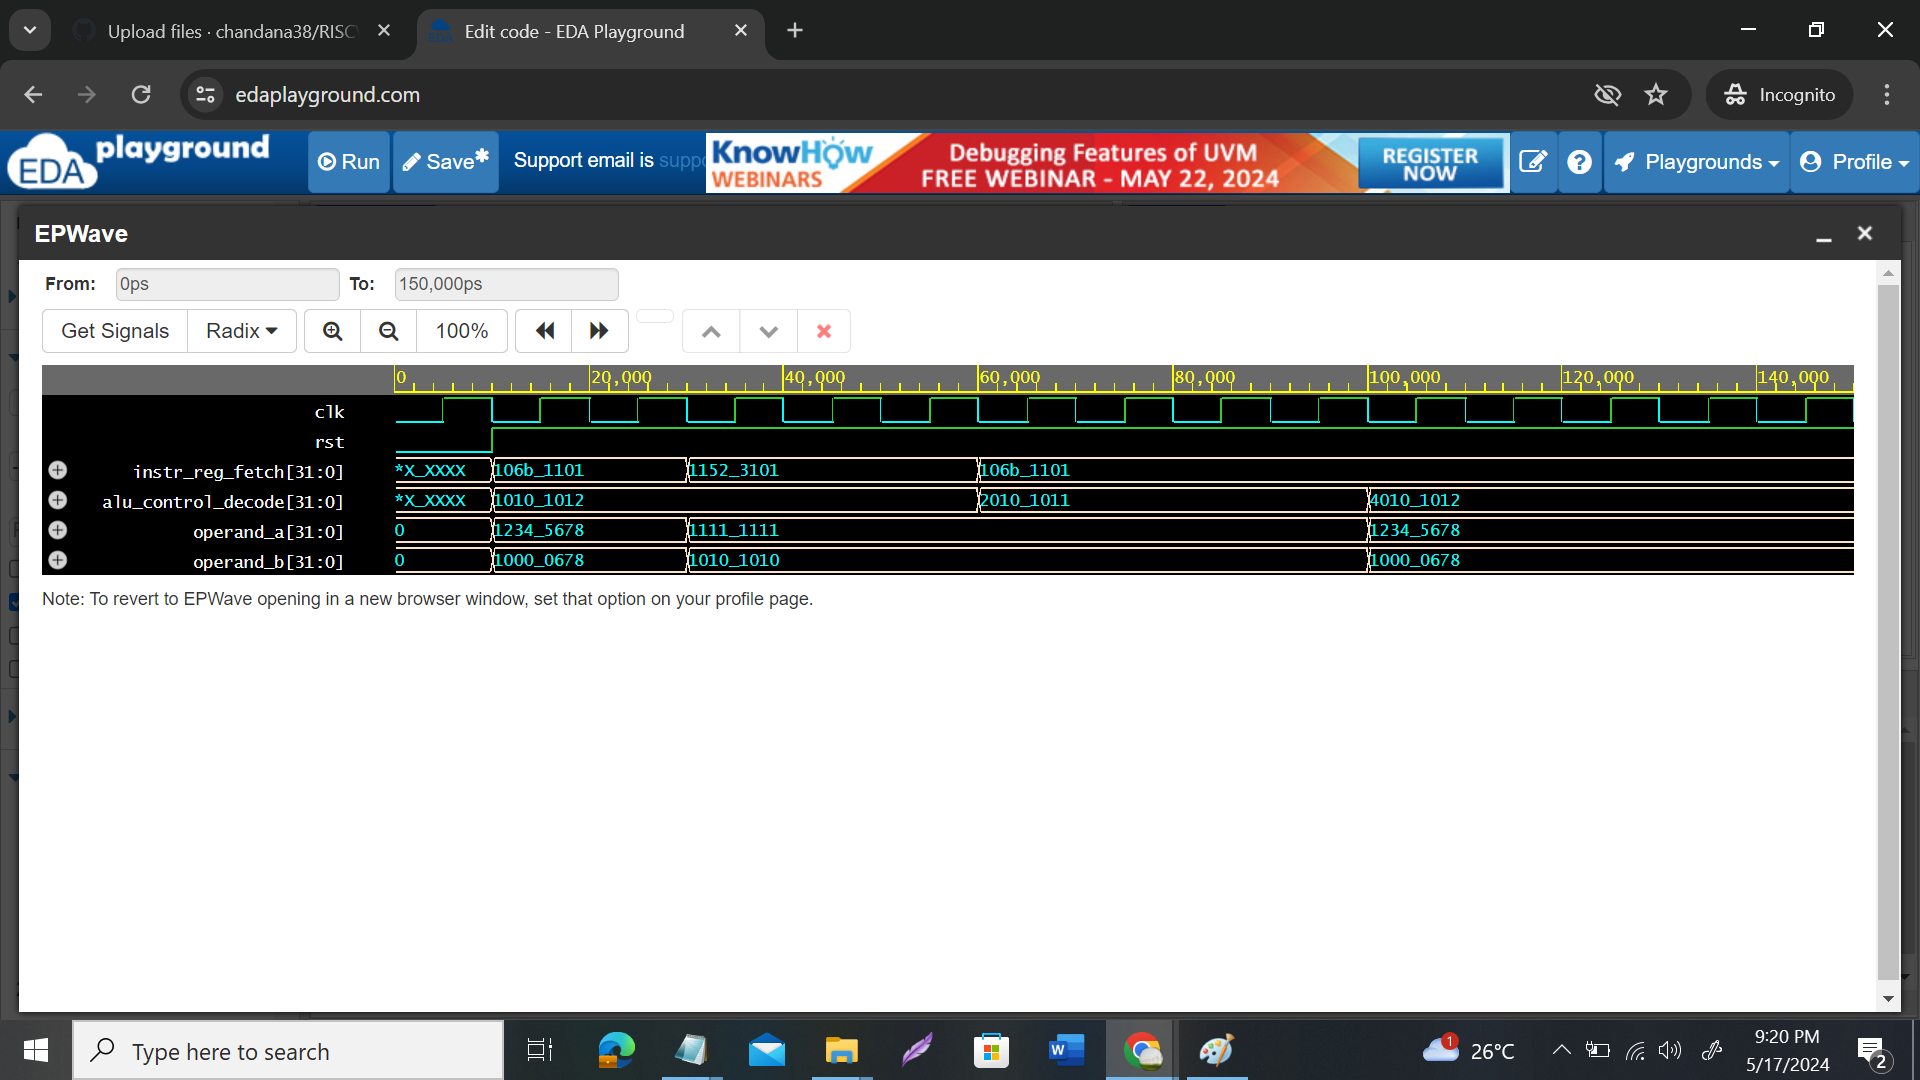 Upload files · chandana38/RISC
Edit code - EDA Playground
edaplayground.com
Incognito
EDA playground
Run
Save*
Support email is supp
KnowHow WEBINARS
Debugging Features of UVM
FREE WEBINAR - MAY 22, 2024
REGISTER NOW
Playgrounds
Profile
EPWave
From: 0ps To: 150,000ps
Get Signals Radix 100%
0 20,000 40,000 60,000 80,000 100,000 120,000 140,000
clk
rst
instr_reg_fetch[31:0] *X_XXXX 106b_1101 1152_3101 106b_1101
alu_control_decode[31:0] *X_XXXX 1010_1012 2010_1011 4010_1012
operand_a[31:0] 0 1234_5678 1111_1111 1234_5678
operand_b[31:0] 0 1000_0678 1010_1010 1000_0678
Note: To revert to EPWave opening in a new browser window, set that option on your profile page.
Type here to search
1
26°C
9:20 PM
5/17/2024
2